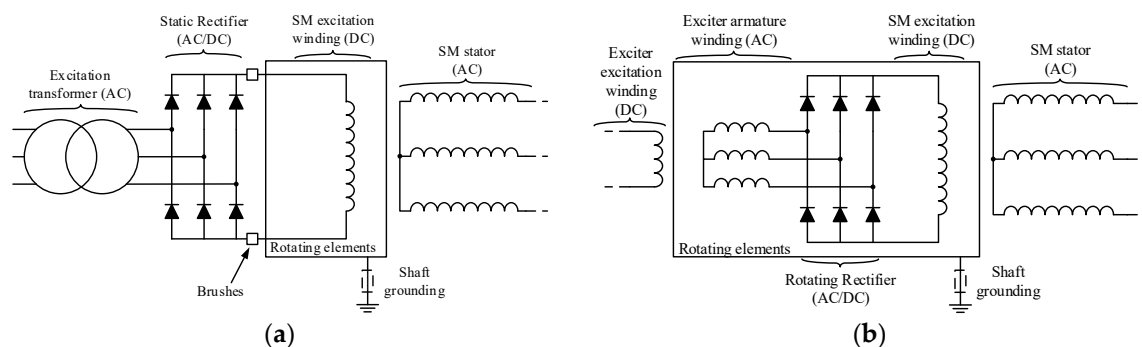 Static Rectifier
(AC/DC)
SM excitation
winding (DC)
SM stator
(AC)
Excitation
transformer (AC)
Rotating elements
Brushes
Shaft
grounding
(a)
Exciter
excitation
winding
(DC)
Exciter armature
winding (AC)
SM excitation
winding (DC)
SM stator
(AC)
Rotating elements
Rotating Rectifier
(AC/DC)
Shaft
grounding
(b)